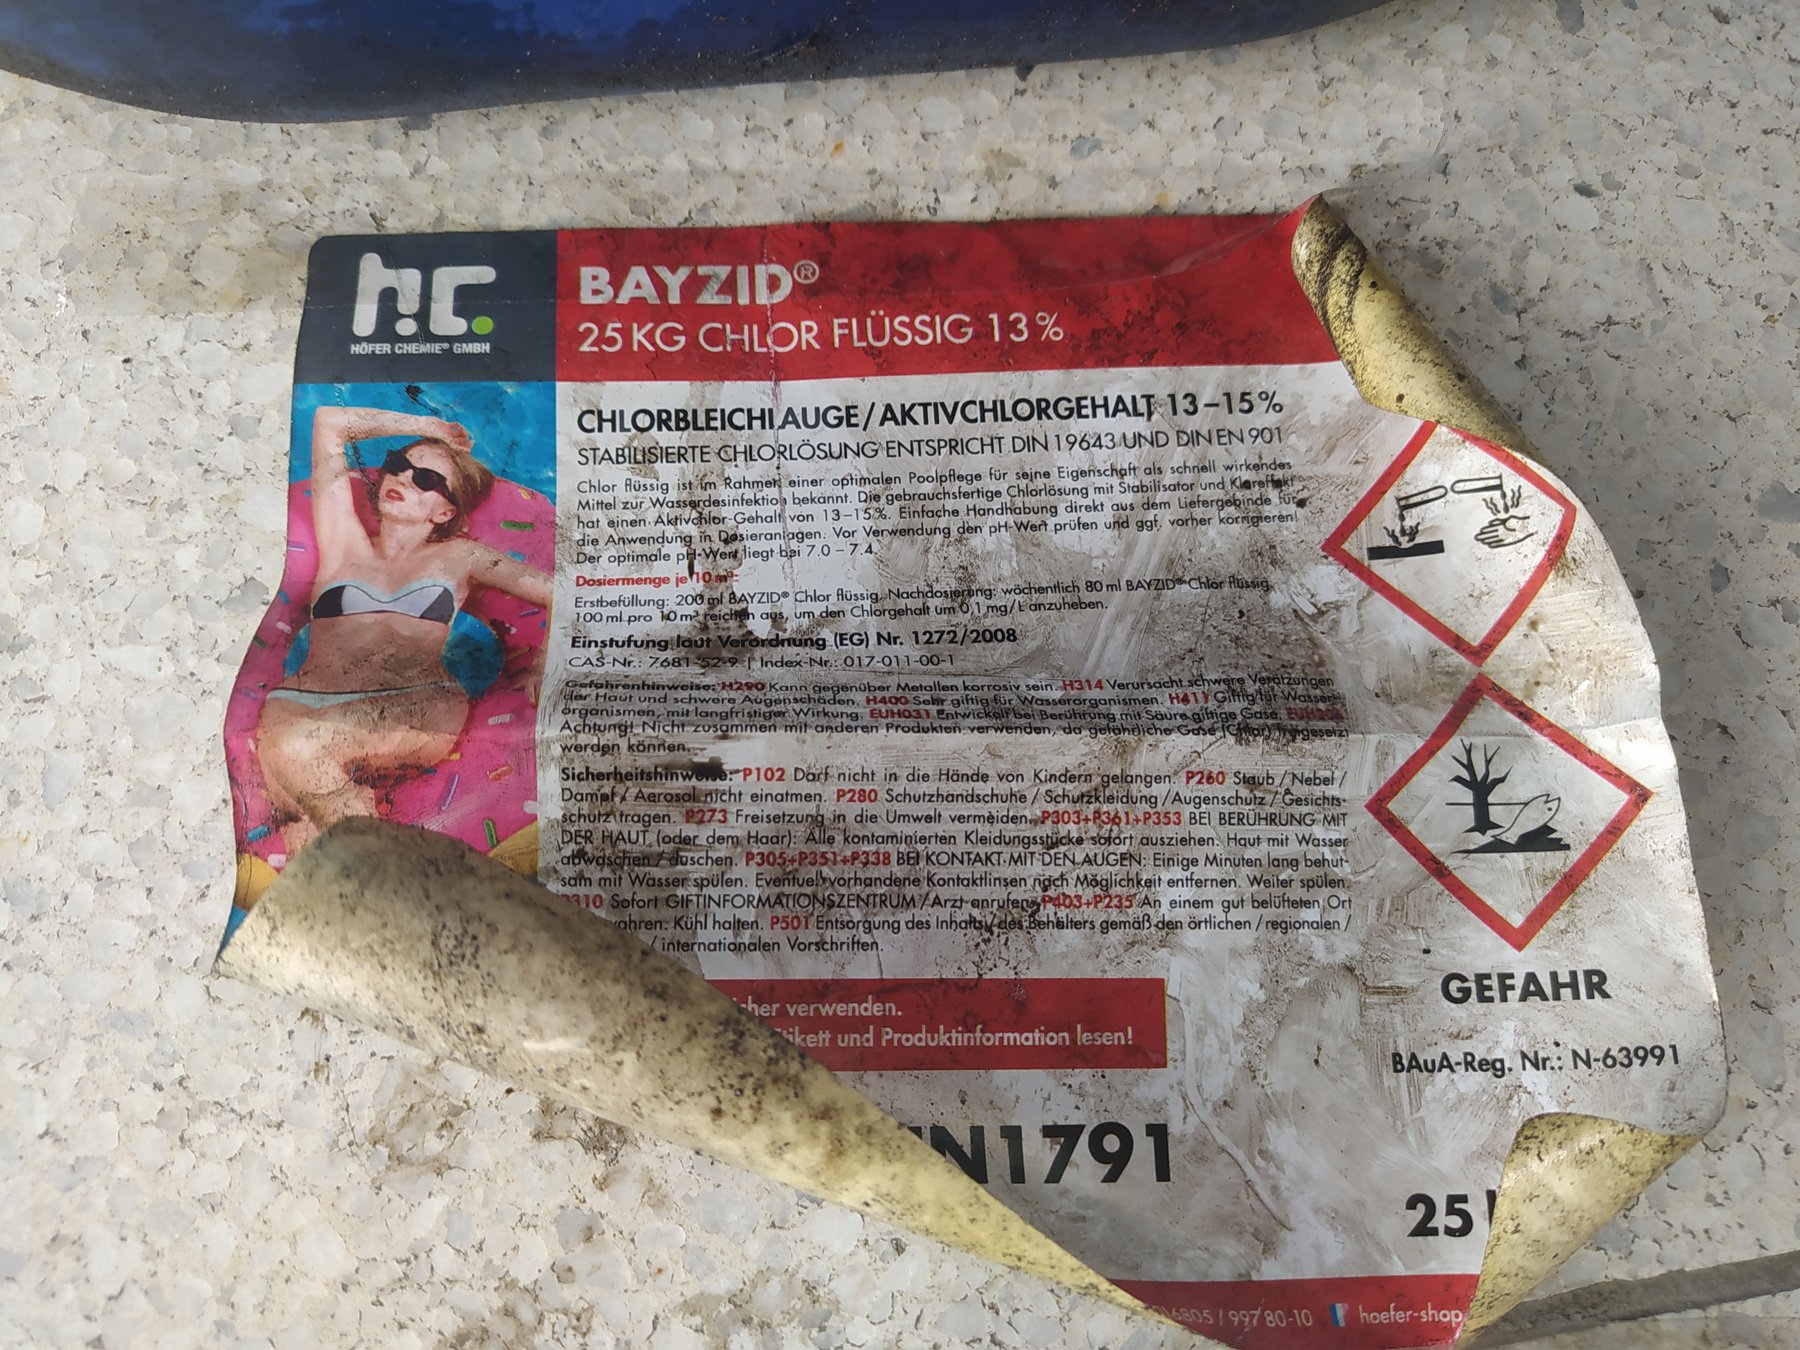 h!c.
HÖFER CHEMIE® GMBH
BAYZID®
25 KG CHLOR FLÜSSIG 13 %
CHLORBLEICHLAUGE / AKTIVCHLORGEHALT 13–15 %
STABILISIERTE CHLORLÖSUNG ENTSPRICHT DIN 19643 UND DIN EN 901
Chlor flüssig ist im Rahmen einer optimalen Poolpflege für seine Eigenschaft als schnell wirkendes
Mittel zur Wasserdesinfektion bekannt. Die gebrauchsfertige Chlorlösung mit Stabilisator und Klareffekt
hat einen Aktivchlor-Gehalt von 13–15%. Einfache Handhabung direkt aus dem Liefergebinde für
die Anwendung in Dosieranlagen. Vor Verwendung den pH-Wert prüfen und ggf. vorher korrigieren!
Der optimale pH-Wert liegt bei 7.0 – 7.4.
Dosiermenge je 10 m³:
Erstbefüllung: 200 ml BAYZID® Chlor flüssig. Nachdosierung: wöchentlich 80 ml BAYZID® Chlor flüssig.
100 ml pro 10 m³ reichen aus, um den Chlorgehalt um 0,1 mg/L anzuheben.
Einstufung laut Verordnung (EG) Nr. 1272/2008
CAS-Nr.: 7681-52-9 | Index-Nr.: 017-011-00-1
Gefahrenhinweise: H290 Kann gegenüber Metallen korrosiv sein. H314 Verursacht schwere Verätzungen
der Haut und schwere Augenschäden. H400 Sehr giftig für Wasserorganismen. H411 Giftig für Wasser-
organismen, mit langfristiger Wirkung. EUH031 Entwickelt bei Berührung mit Säure giftige Gase.
Achtung! Nicht zusammen mit anderen Produkten verwenden, da gefährliche Gase (Chlor) freigesetzt
werden können.
Sicherheitshinweise: P102 Darf nicht in die Hände von Kindern gelangen. P260 Staub / Nebel /
Dampf / Aerosol nicht einatmen. P280 Schutzhandschuhe / Schutzkleidung / Augenschutz / Gesichts-
schutz tragen. P273 Freisetzung in die Umwelt vermeiden. P303+P361+P353 BEI BERÜHRUNG MIT
DER HAUT (oder dem Haar): Alle kontaminierten Kleidungsstücke sofort ausziehen. Haut mit Wasser
abwaschen / duschen. P305+P351+P338 BEI KONTAKT MIT DEN AUGEN: Einige Minuten lang behut-
sam mit Wasser spülen. Eventuell vorhandene Kontaktlinsen nach Möglichkeit entfernen. Weiter spülen.
P310 Sofort GIFTINFORMATIONSZENTRUM / Arzt anrufen. P403+P235 An einem gut belüfteten Ort
wahren. Kühl halten. P501 Entsorgung des Inhalts / des Behälters gemäß den örtlichen / regionalen /
/ internationalen Vorschriften.
cher verwenden.
tikett und Produktinformation lesen!
N1791
GEFAHR
BAuA-Reg. Nr.: N-63991
25
6805 / 997 80-10 hoefer-shop